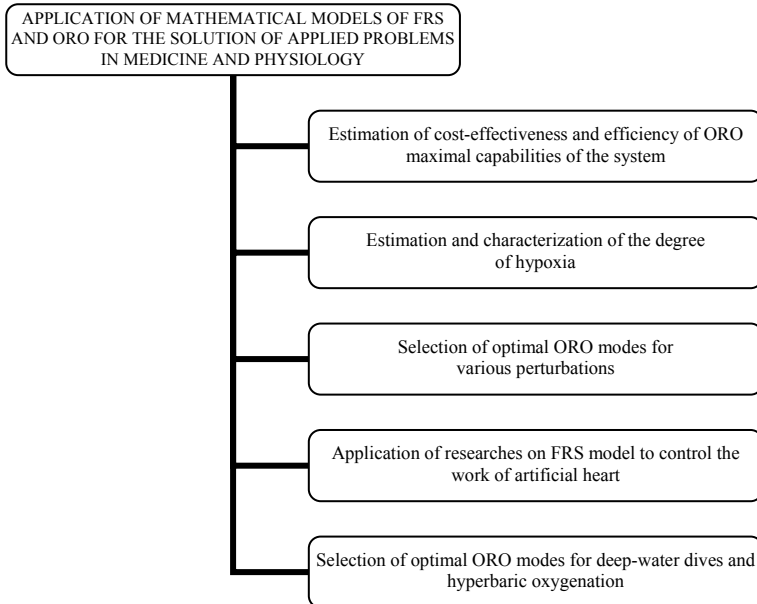 APPLICATION OF MATHEMATICAL MODELS OF FRS
AND ORO FOR THE SOLUTION OF APPLIED PROBLEMS
IN MEDICINE AND PHYSIOLOGY
Estimation of cost-effectiveness and efficiency of ORO
maximal capabilities of the system
Estimation and characterization of the degree
of hypoxia
Selection of optimal ORO modes for
various perturbations
Application of researches on FRS model to control the
work of artificial heart
Selection of optimal ORO modes for deep-water dives and
hyperbaric oxygenation